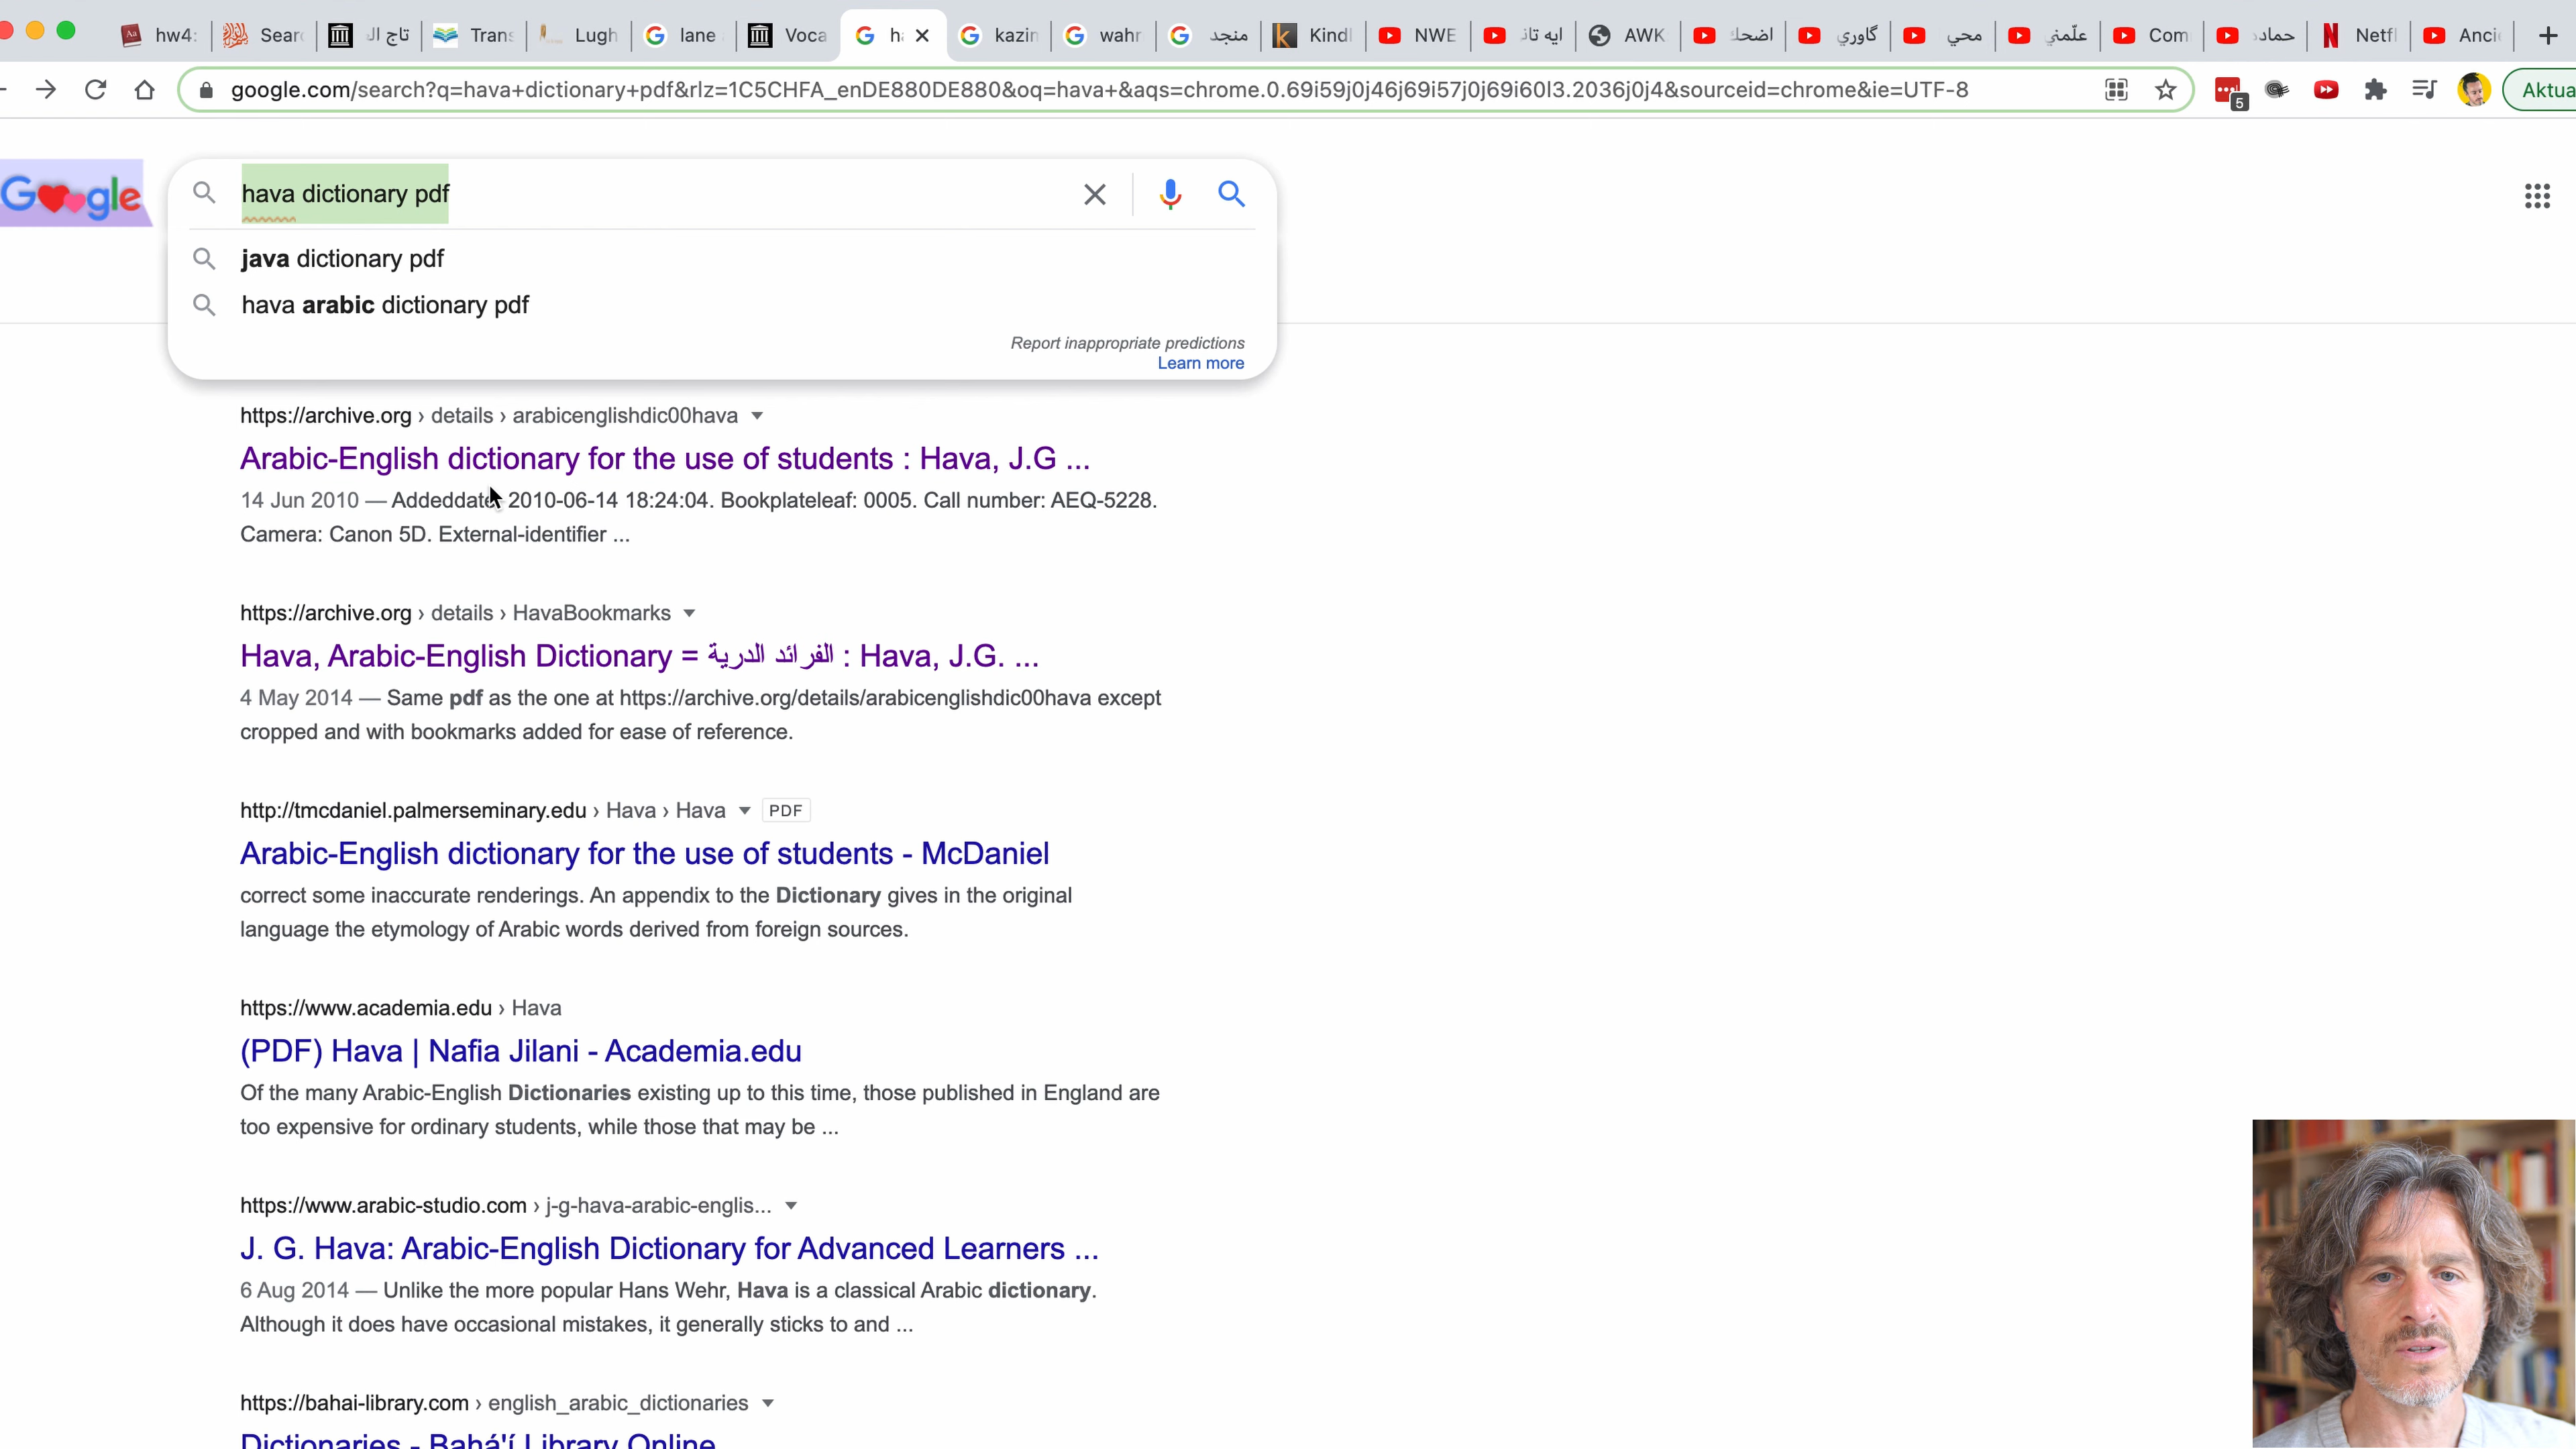 hw4:
Sear
تاج ال
Trans
Lugh
lane
Voca
ha
kazin
wahr
منجد
Kindl
NWE
ايه تان
AWK
اضحك
گاوري
محي
علّمني
Com
حماده
Netfl
Anci
google.com/search?q=hava+dictionary+pdf&rlz=1C5CHFA_enDE880DE880&oq=hava+&aqs=chrome.0.69i59j0j46j69i57j0j69i60l3.2036j0j4&sourceid=chrome&ie=UTF-8
5
Aktua
Google
hava dictionary pdf
java dictionary pdf
hava arabic dictionary pdf
Report inappropriate predictions
Learn more
https://archive.org › details › arabicenglishdic00hava
Arabic-English dictionary for the use of students : Hava, J.G ...
14 Jun 2010 — Addeddate 2010-06-14 18:24:04. Bookplateleaf: 0005. Call number: AEQ-5228.
Camera: Canon 5D. External-identifier ...
https://archive.org › details › HavaBookmarks
Hava, Arabic-English Dictionary = الفرائد الدرية : Hava, J.G. ...
4 May 2014 — Same pdf as the one at https://archive.org/details/arabicenglishdic00hava except
cropped and with bookmarks added for ease of reference.
http://tmcdaniel.palmerseminary.edu › Hava › Hava PDF
Arabic-English dictionary for the use of students - McDaniel
correct some inaccurate renderings. An appendix to the Dictionary gives in the original
language the etymology of Arabic words derived from foreign sources.
https://www.academia.edu › Hava
(PDF) Hava | Nafia Jilani - Academia.edu
Of the many Arabic-English Dictionaries existing up to this time, those published in England are
too expensive for ordinary students, while those that may be ...
https://www.arabic-studio.com › j-g-hava-arabic-englis...
J. G. Hava: Arabic-English Dictionary for Advanced Learners ...
6 Aug 2014 — Unlike the more popular Hans Wehr, Hava is a classical Arabic dictionary.
Although it does have occasional mistakes, it generally sticks to and ...
https://bahai-library.com › english_arabic_dictionaries
Dictionaries - Bahá'í Library Online